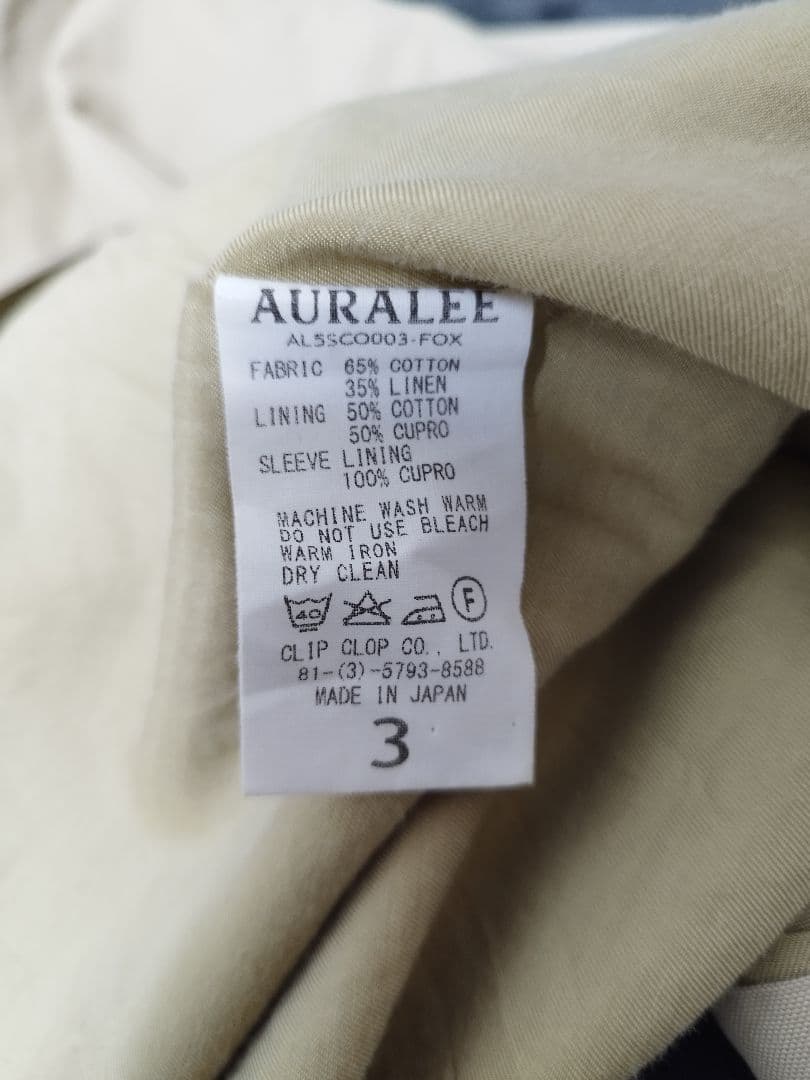 AURALEE
AL5SCO003-FOX
FABRIC 65% COTTON
35% LINEN
LINING 50% COTTON
50% CUPRO
SLEEVE LINING
100% CUPRO
MACHINE WASH WARM
DO NOT USE BLEACH
WARM IRON
DRY CLEAN
40 F
CLIP CLOP CO., LTD.
81-(3)-5793-8588
MADE IN JAPAN
3